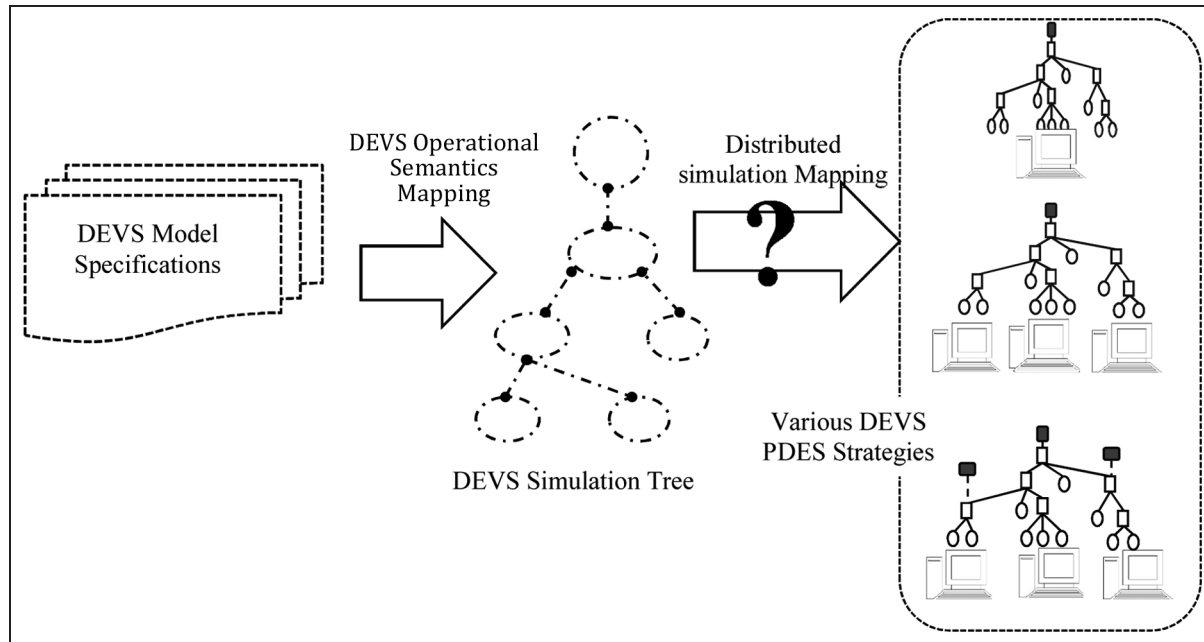 DEVS Model
Specifications
DEVS Operational
Semantics
Mapping
DEVS Simulation Tree
Distributed
simulation Mapping
?
Various DEVS
PDES Strategies